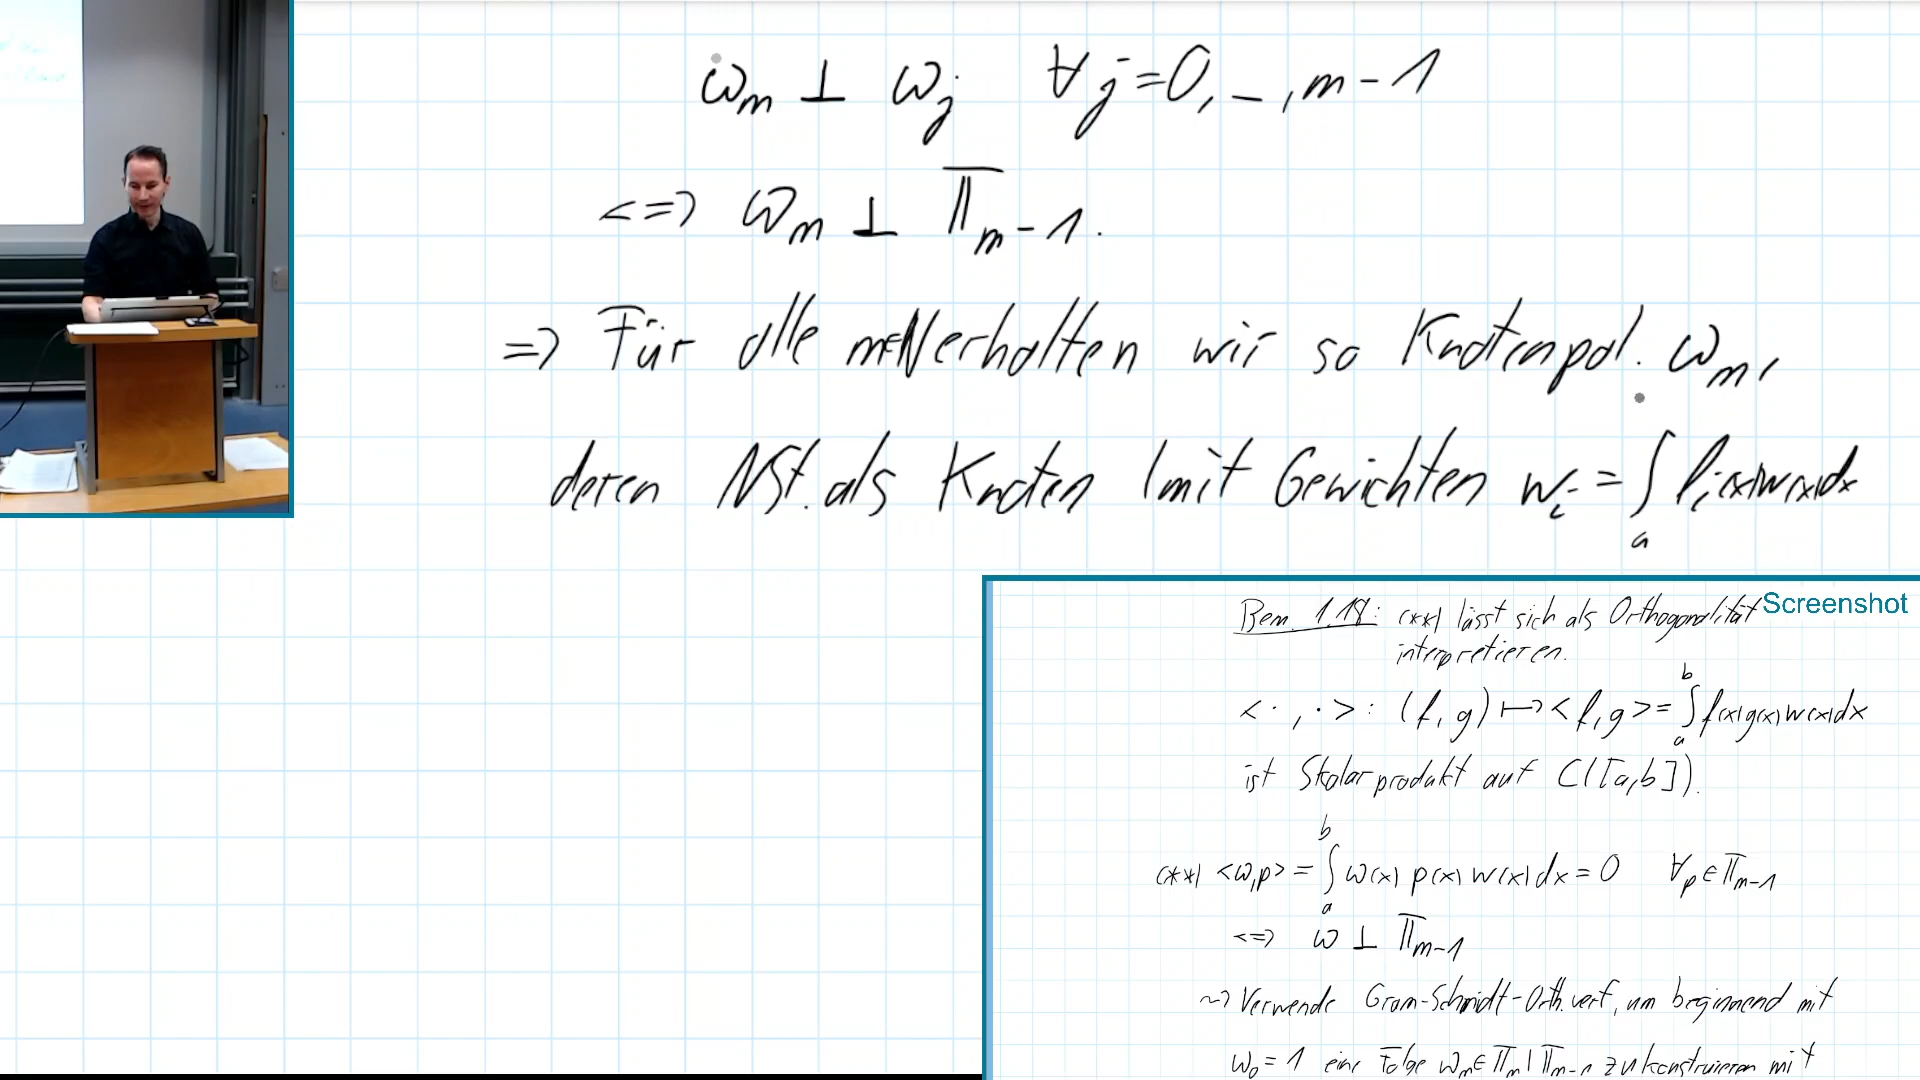 ω_m ⊥ ω_j ∀ j=0, – , m-1
<=> ω_m ⊥ Π_{m-1}.
=> Für alle m∈ℕ erhalten wir so Knotenpol. ω_m,
deren NSt. als Knoten (mit Gewichten w_i = ∫_a l_i(x)w(x)dx
Screenshot
Bem. 1.18: (**) lässt sich als Orthogonalität
interpretieren.
<·,·>: (f,g) ↦ <f,g> = ∫_a^b f(x)g(x)w(x)dx
ist Skalarprodukt auf C([a,b]).
(**) <ω,p> = ∫_a^b ω(x) p(x) w(x) dx = 0 ∀p∈Π_{m-1}
<=> ω ⊥ Π_{m-1}
~> Verwende Gram-Schmidt-Orth.verf, um beginnend mit
ω_0 = 1 eine Folge ω_m∈Π_m\Π_{m-1} zu konstruieren mit